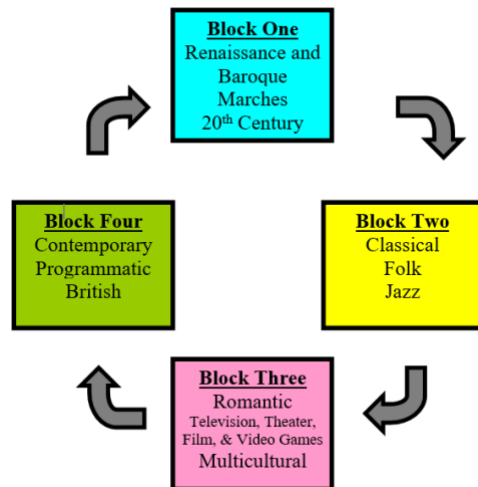 Block One
Renaissance and
Baroque
Marches
20th Century
Block Two
Classical
Folk
Jazz
Block Three
Romantic
Television, Theater,
Film, & Video Games
Multicultural
Block Four
Contemporary
Programmatic
British